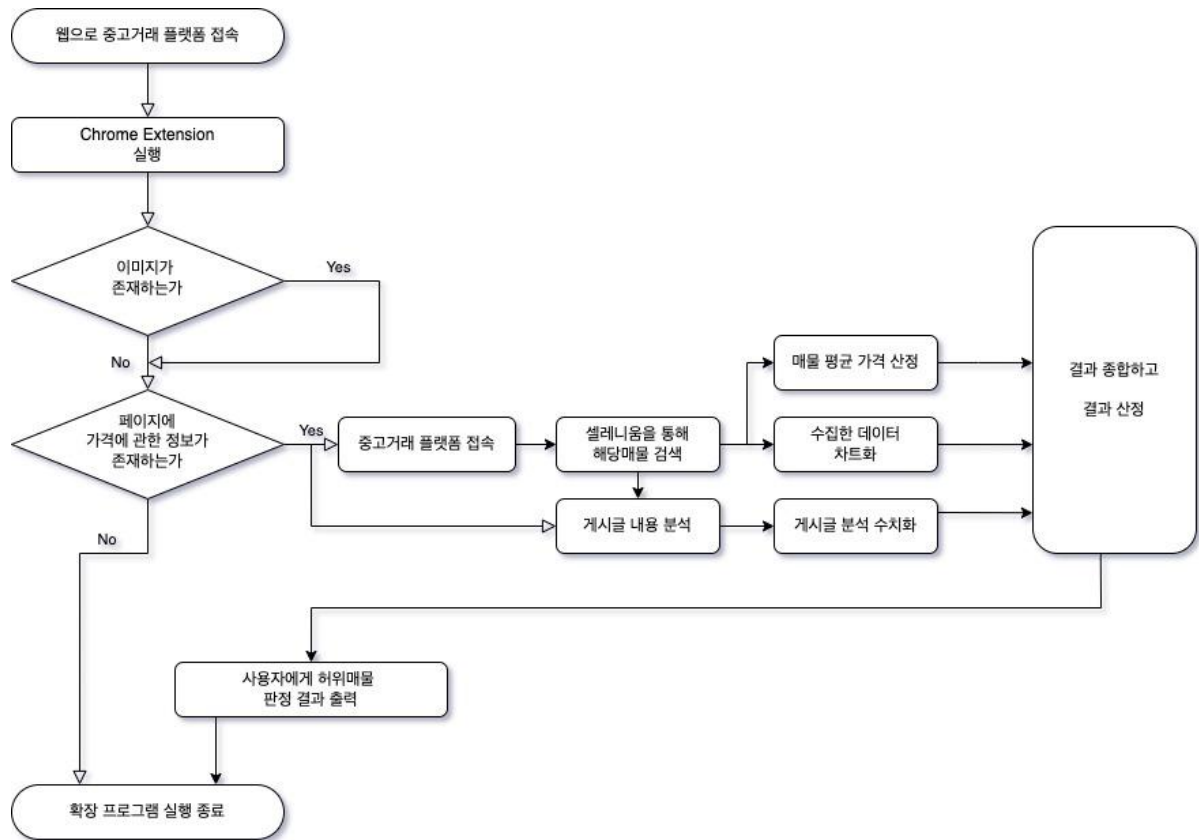 웹으로 중고거래 플랫폼 접속
Chrome Extension
실행
이미지가
존재하는가
Yes
No
페이지에
가격에 관한 정보가
존재하는가
Yes
No
중고거래 플랫폼 접속
셀레니움을 통해
해당매물 검색
매물 평균 가격 산정
수집한 데이터
차트화
게시글 내용 분석
게시글 분석 수치화
결과 종합하고
결과 산정
사용자에게 허위매물
판정 결과 출력
확장 프로그램 실행 종료